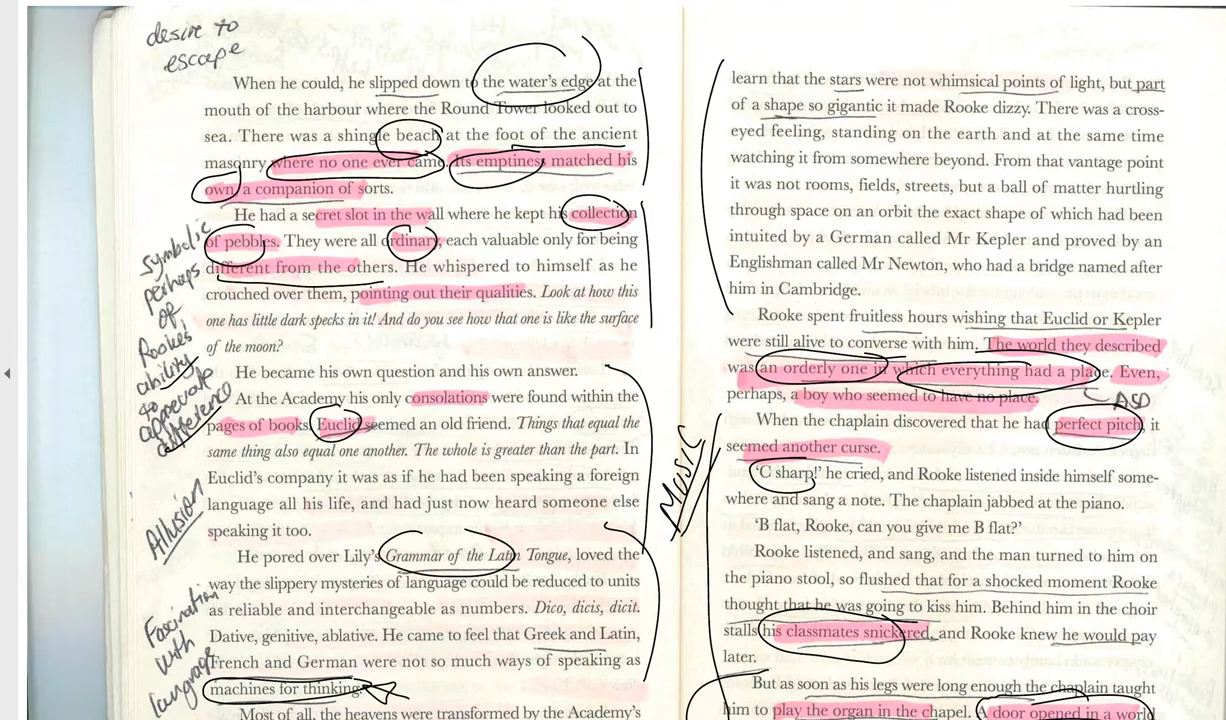 desire to
escape
When he could, he slipped down to the water's edge at the
mouth of the harbour where the Round Tower looked out to
sea. There was a shingle beach at the foot of the ancient
masonry where no one ever came. Its emptiness matched his
own, a companion of sorts.
He had a secret slot in the wall where he kept his collection
of pebbles. They were all ordinary, each valuable only for being
different from the others. He whispered to himself as he
crouched over them, pointing out their qualities. Look at how this
one has little dark specks in it! And do you see how that one is like the surface
of the moon?
Symbolic
perhaps
of
Rookes
ability
to
appreciate
difference
He became his own question and his own answer.
At the Academy his only consolations were found within the
pages of books. Euclid seemed an old friend. Things that equal the
same thing also equal one another. The whole is greater than the part. In
Euclid's company it was as if he had been speaking a foreign
language all his life, and had just now heard someone else
speaking it too.
Allusion
He pored over Lily's Grammar of the Latin Tongue, loved the
way the slippery mysteries of language could be reduced to units
as reliable and interchangeable as numbers. Dico, dicis, dicit.
Dative, genitive, ablative. He came to feel that Greek and Latin,
French and German were not so much ways of speaking as
machines for thinking.
Fascination
with
language
Most of all, the heavens were transformed by the Academy's
learn that the stars were not whimsical points of light, but part
of a shape so gigantic it made Rooke dizzy. There was a cross-
eyed feeling, standing on the earth and at the same time
watching it from somewhere beyond. From that vantage point
it was not rooms, fields, streets, but a ball of matter hurtling
through space on an orbit the exact shape of which had been
intuited by a German called Mr Kepler and proved by an
Englishman called Mr Newton, who had a bridge named after
him in Cambridge.
Rooke spent fruitless hours wishing that Euclid or Kepler
were still alive to converse with him. The world they described
was an orderly one in which everything had a place. Even,
perhaps, a boy who seemed to have no place.
ASD
When the chaplain discovered that he had perfect pitch, it
seemed another curse.
Music
'C sharp!' he cried, and Rooke listened inside himself some-
where and sang a note. The chaplain jabbed at the piano.
'B flat, Rooke, can you give me B flat?'
Rooke listened, and sang, and the man turned to him on
the piano stool, so flushed that for a shocked moment Rooke
thought that he was going to kiss him. Behind him in the choir
stalls his classmates snickered, and Rooke knew he would pay
later.
But as soon as his legs were long enough the chaplain taught
him to play the organ in the chapel. A door opened in a world